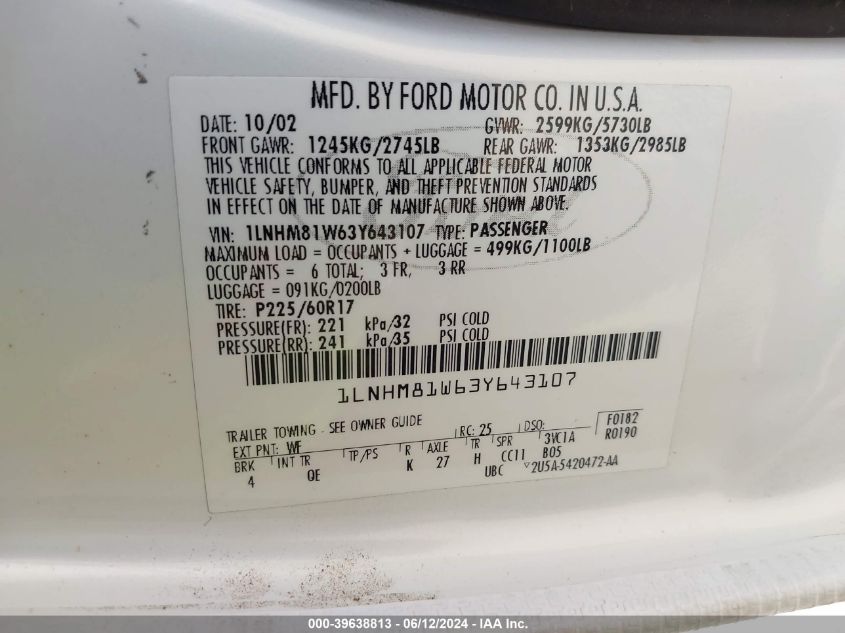 MFD. BY FORD MOTOR CO. IN U.S.A.
DATE: 10/02 GVWR: 2599KG/5730LB
FRONT GAWR: 1245KG/2745LB REAR GAWR: 1353KG/2985LB
THIS VEHICLE CONFORMS TO ALL APPLICABLE FEDERAL MOTOR
VEHICLE SAFETY, BUMPER, AND THEFT PREVENTION STANDARDS
IN EFFECT ON THE DATE OF MANUFACTURE SHOWN ABOVE.
VIN: 1LNHM81W63Y643107 TYPE: PASSENGER
MAXIMUM LOAD = OCCUPANTS + LUGGAGE = 499KG/1100LB
OCCUPANTS = 6 TOTAL; 3 FR, 3 RR
LUGGAGE = 091KG/0200LB
TIRE: P225/60R17
PRESSURE(FR): 221 kPa/32 PSI COLD
PRESSURE(RR): 241 kPa/35 PSI COLD
1LNHM81W63Y643107
TRAILER TOWING - SEE OWNER GUIDE
EXT PNT: WF RC: 25 DSO: F0182
BRK INT TR TP/PS R AXLE TR SPR 3VC1A R0190
4 QE K 27 H CC11 B05
UBC 2U5A-5420472-AA
000-39638813 - 06/12/2024 - IAA Inc.